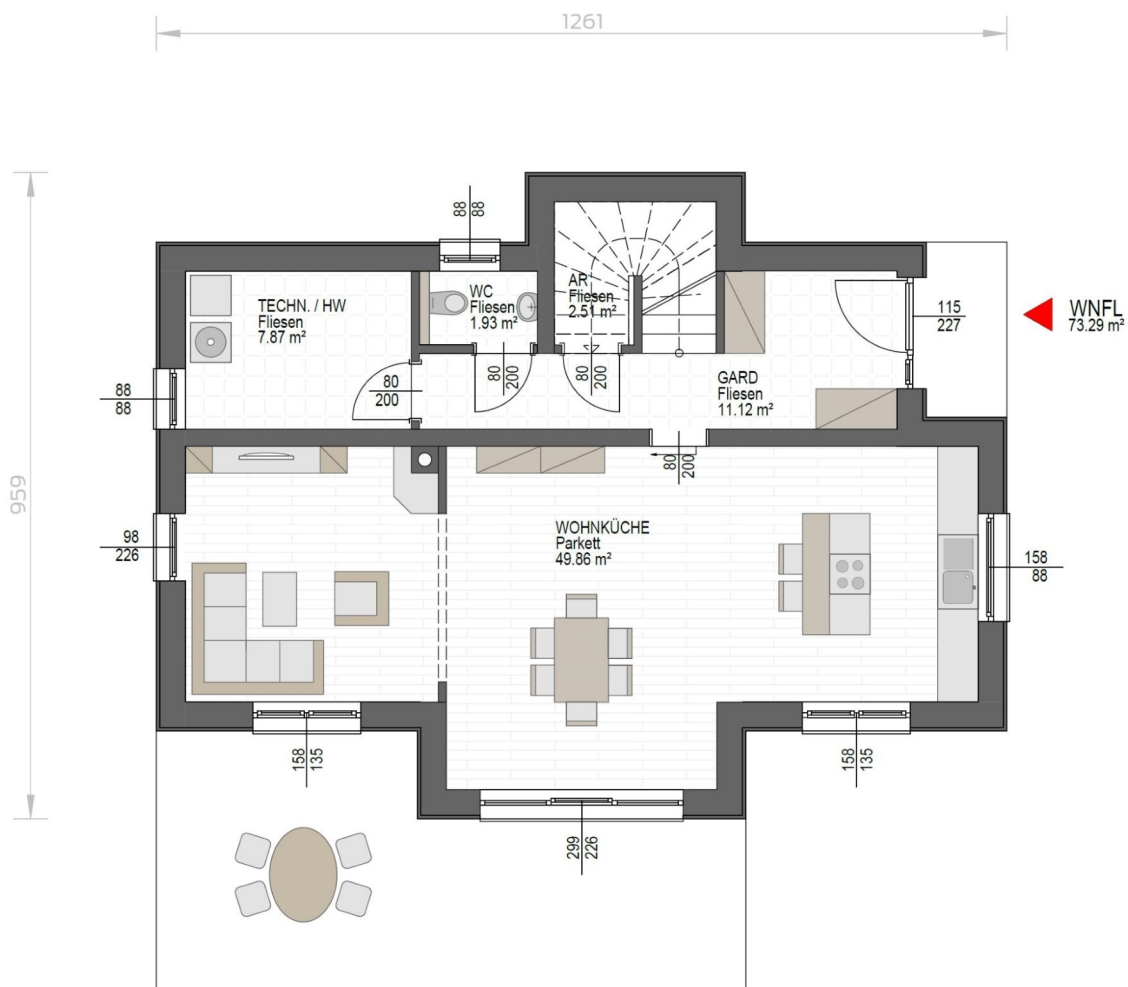 1261
959
88
88
TECHN. / HW
Fliesen
7.87 m²
WC
Fliesen
1.93 m²
AR
Fliesen
2.51 m²
115
227
WNFL
73.29 m²
88
88
80
200
80
200
80
200
GARD
Fliesen
11.12 m²
80
200
98
226
WOHNKÜCHE
Parkett
49.86 m²
158
88
158
135
158
135
299
226